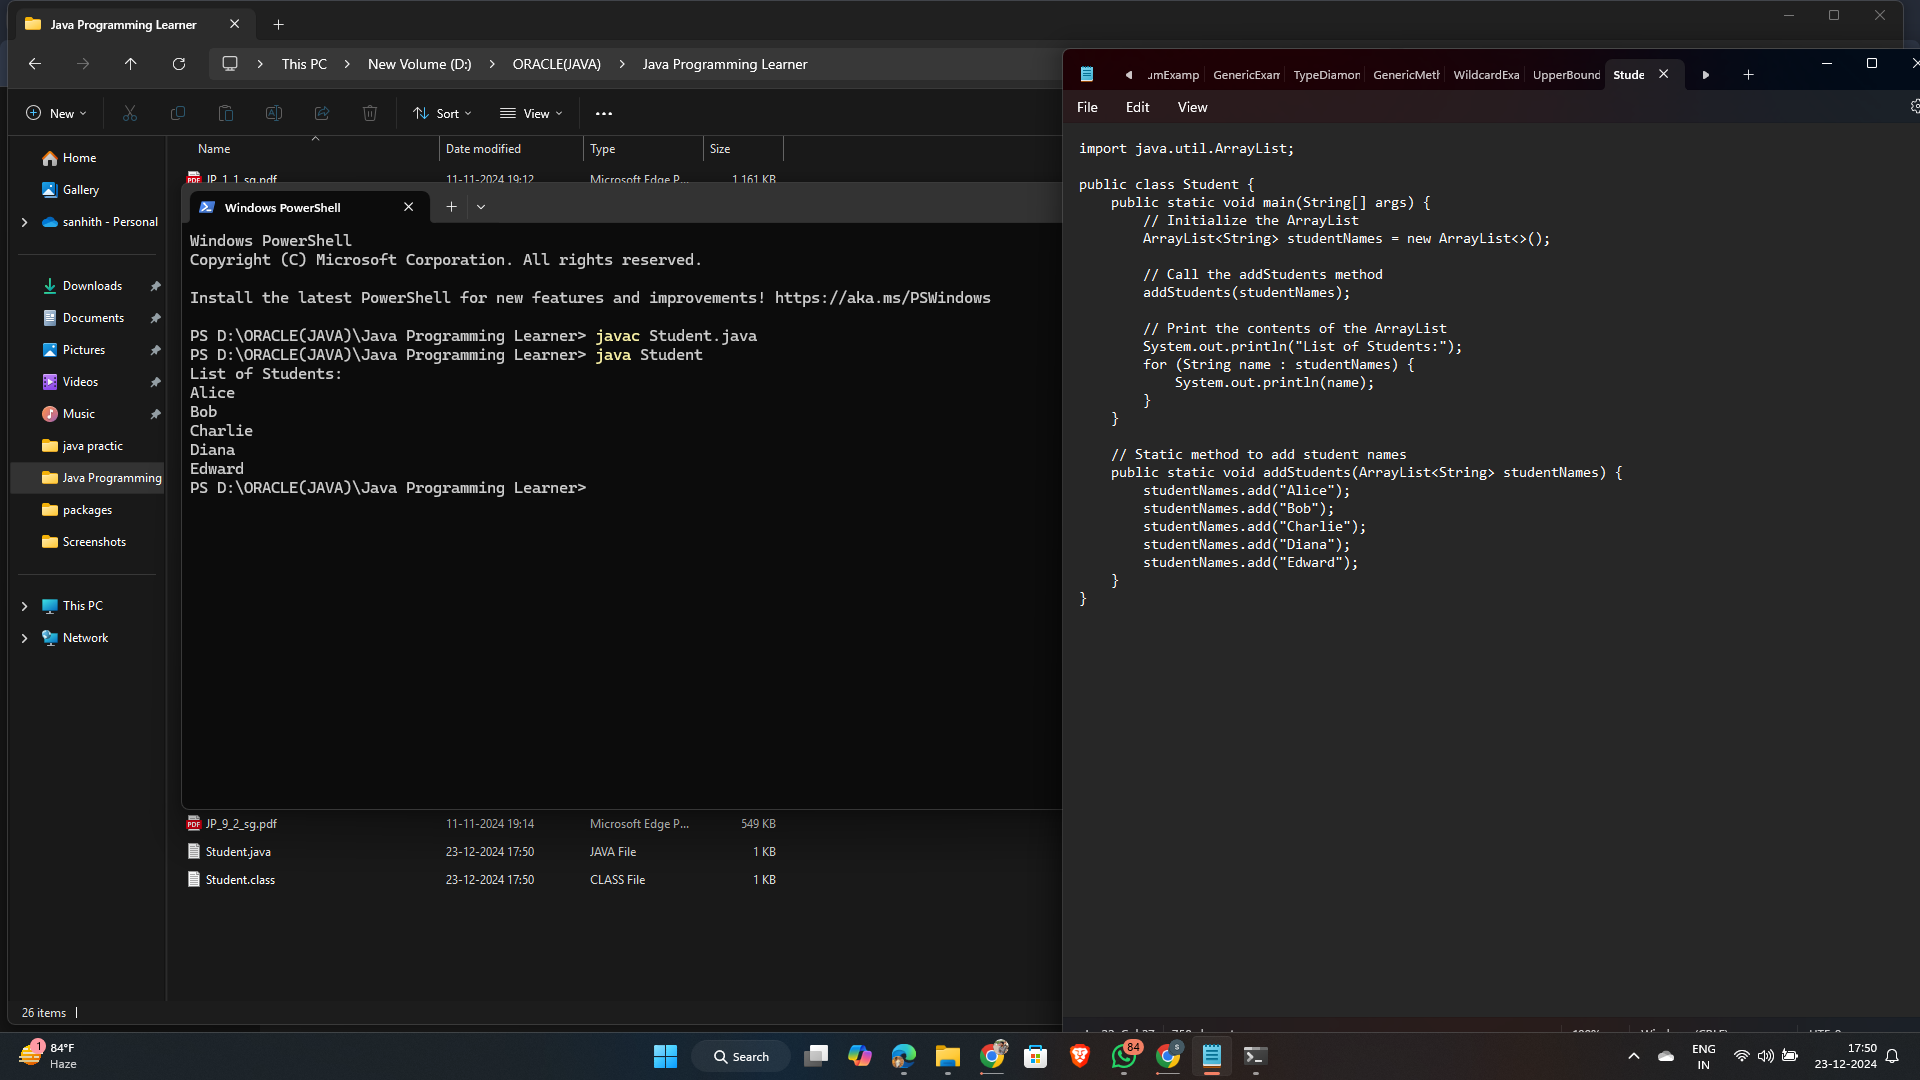 Java Programming Learner
This PC > New Volume (D:) > ORACLE(JAVA) > Java Programming Learner
New Sort View
Name Date modified Type Size
JP_1_1_sg.pdf 11-11-2024 19:12 Microsoft Edge P... 1,161 KB
Home
Gallery
sanhith - Personal
Downloads
Documents
Pictures
Videos
Music
java practic
Java Programming
packages
Screenshots
This PC
Network
Windows PowerShell
Windows PowerShell
Copyright (C) Microsoft Corporation. All rights reserved.
Install the latest PowerShell for new features and improvements! https://aka.ms/PSWindows
PS D:\ORACLE(JAVA)\Java Programming Learner> javac Student.java
PS D:\ORACLE(JAVA)\Java Programming Learner> java Student
List of Students:
Alice
Bob
Charlie
Diana
Edward
PS D:\ORACLE(JAVA)\Java Programming Learner>
JP_9_2_sg.pdf 11-11-2024 19:14 Microsoft Edge P... 549 KB
Student.java 23-12-2024 17:50 JAVA File 1 KB
Student.class 23-12-2024 17:50 CLASS File 1 KB
26 items
umExamp GenericExam TypeDiamon GenericMeth WildcardExa UpperBound Stude
File Edit View
import java.util.ArrayList;
public class Student {
public static void main(String[] args) {
// Initialize the ArrayList
ArrayList<String> studentNames = new ArrayList<>();
// Call the addStudents method
addStudents(studentNames);
// Print the contents of the ArrayList
System.out.println("List of Students:");
for (String name : studentNames) {
System.out.println(name);
}
}
// Static method to add student names
public static void addStudents(ArrayList<String> studentNames) {
studentNames.add("Alice");
studentNames.add("Bob");
studentNames.add("Charlie");
studentNames.add("Diana");
studentNames.add("Edward");
}
}
1
84°F
Haze
Search
84
S
ENG
IN
17:50
23-12-2024